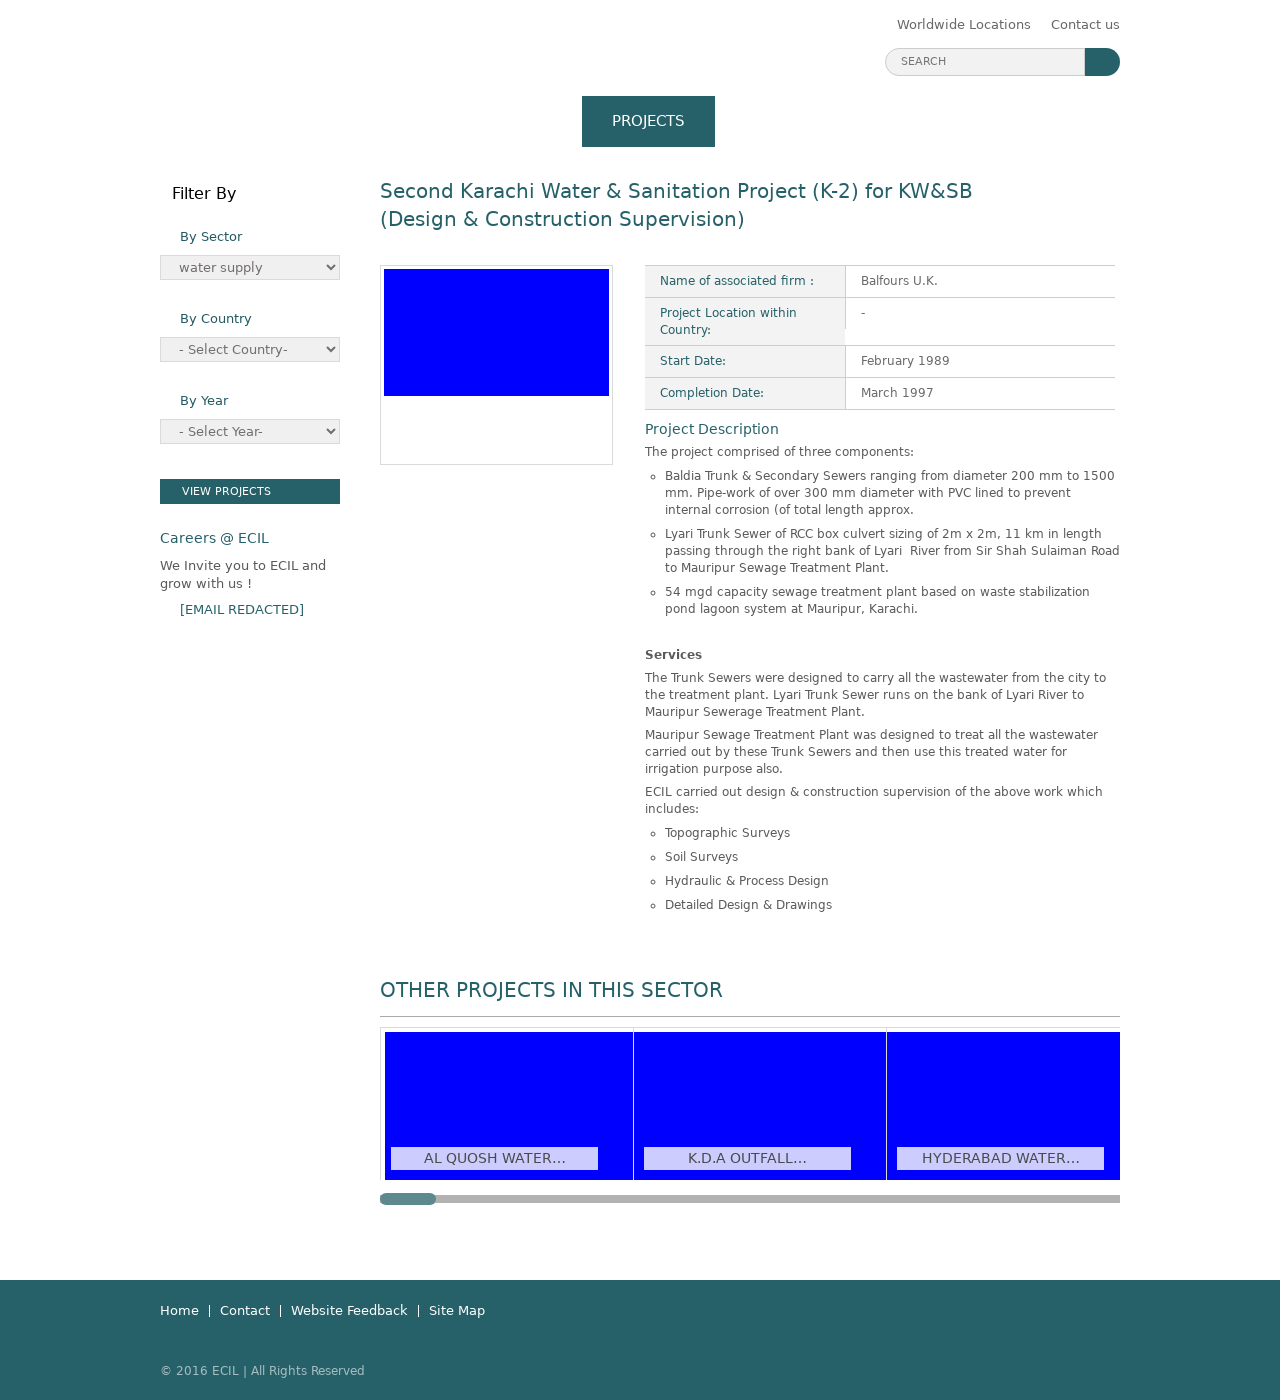 Worldwide Locations Contact us
SEARCH
PROJECTS
Filter By
By Sector
water supply
By Country
- Select Country-
By Year
- Select Year-
VIEW PROJECTS
Careers @ ECIL
We Invite you to ECIL and
grow with us !
[EMAIL REDACTED]
Second Karachi Water & Sanitation Project (K-2) for KW&SB
(Design & Construction Supervision)
Name of associated firm : Balfours U.K.
Project Location within -
Country:
Start Date: February 1989
Completion Date: March 1997
Project Description
The project comprised of three components:
Baldia Trunk & Secondary Sewers ranging from diameter 200 mm to 1500
mm. Pipe-work of over 300 mm diameter with PVC lined to prevent
internal corrosion (of total length approx.
Lyari Trunk Sewer of RCC box culvert sizing of 2m x 2m, 11 km in length
passing through the right bank of Lyari  River from Sir Shah Sulaiman Road
to Mauripur Sewage Treatment Plant.
54 mgd capacity sewage treatment plant based on waste stabilization
pond lagoon system at Mauripur, Karachi.
Services
The Trunk Sewers were designed to carry all the wastewater from the city to
the treatment plant. Lyari Trunk Sewer runs on the bank of Lyari River to
Mauripur Sewerage Treatment Plant.
Mauripur Sewage Treatment Plant was designed to treat all the wastewater
carried out by these Trunk Sewers and then use this treated water for
irrigation purpose also.
ECIL carried out design & construction supervision of the above work which
includes:
Topographic Surveys
Soil Surveys
Hydraulic & Process Design
Detailed Design & Drawings
OTHER PROJECTS IN THIS SECTOR
AL QUOSH WATER... K.D.A OUTFALL... HYDERABAD WATER...
Home | Contact | Website Feedback | Site Map
© 2016 ECIL | All Rights Reserved